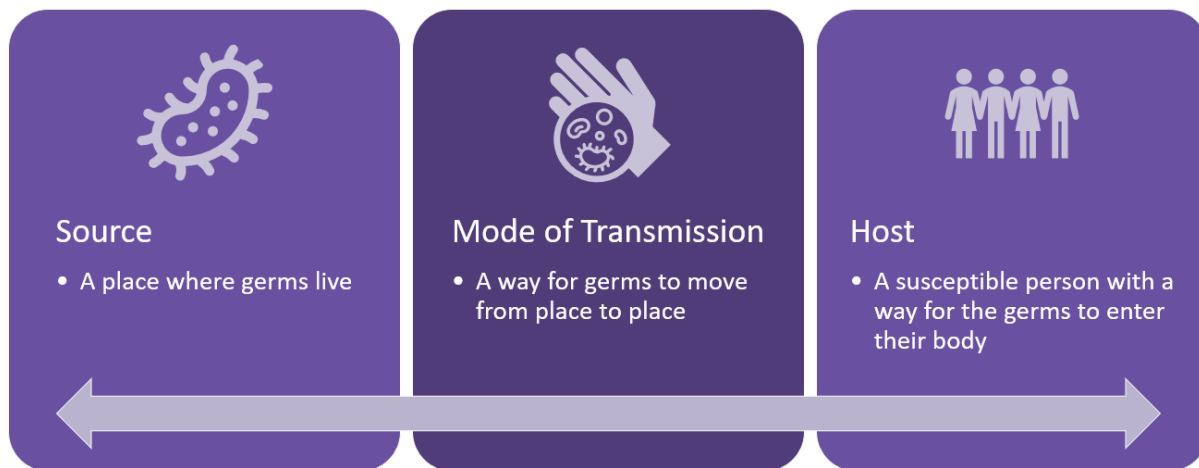 Source
• A place where germs live
Mode of Transmission
• A way for germs to move
from place to place
Host
• A susceptible person with a
way for the germs to enter
their body